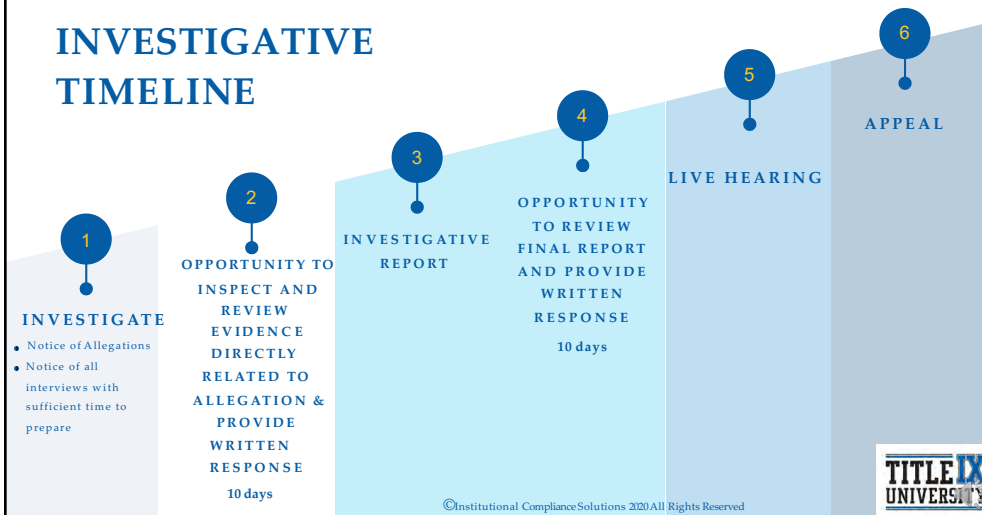 INVESTIGATIVE
TIMELINE
1
INVESTIGATE
Notice of Allegations
Notice of all
interviews with
sufficient time to
prepare
2
OPPORTUNITY TO
INSPECT AND
REVIEW
EVIDENCE
DIRECTLY
RELATED TO
ALLEGATION &
PROVIDE
WRITTEN
RESPONSE
10 days
3
INVESTIGATIVE
REPORT
4
OPPORTUNITY
TO REVIEW
FINAL REPORT
AND PROVIDE
WRITTEN
RESPONSE
10 days
5
LIVE HEARING
6
APPEAL
©Institutional Compliance Solutions 2020 All Rights Reserved
TITLE IX
UNIVERSITY